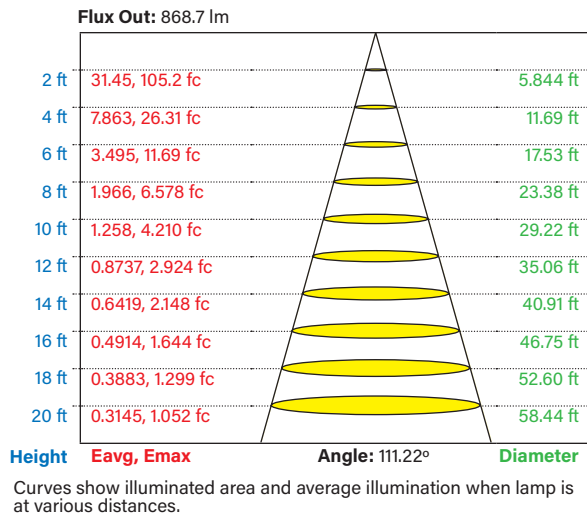 Flux Out: 868.7 lm
2 ft 31.45, 105.2 fc 5.844 ft
4 ft 7.863, 26.31 fc 11.69 ft
6 ft 3.495, 11.69 fc 17.53 ft
8 ft 1.966, 6.578 fc 23.38 ft
10 ft 1.258, 4.210 fc 29.22 ft
12 ft 0.8737, 2.924 fc 35.06 ft
14 ft 0.6419, 2.148 fc 40.91 ft
16 ft 0.4914, 1.644 fc 46.75 ft
18 ft 0.3883, 1.299 fc 52.60 ft
20 ft 0.3145, 1.052 fc 58.44 ft
Height Eavg, Emax Angle: 111.22º Diameter
Curves show illuminated area and average illumination when lamp is
at various distances.